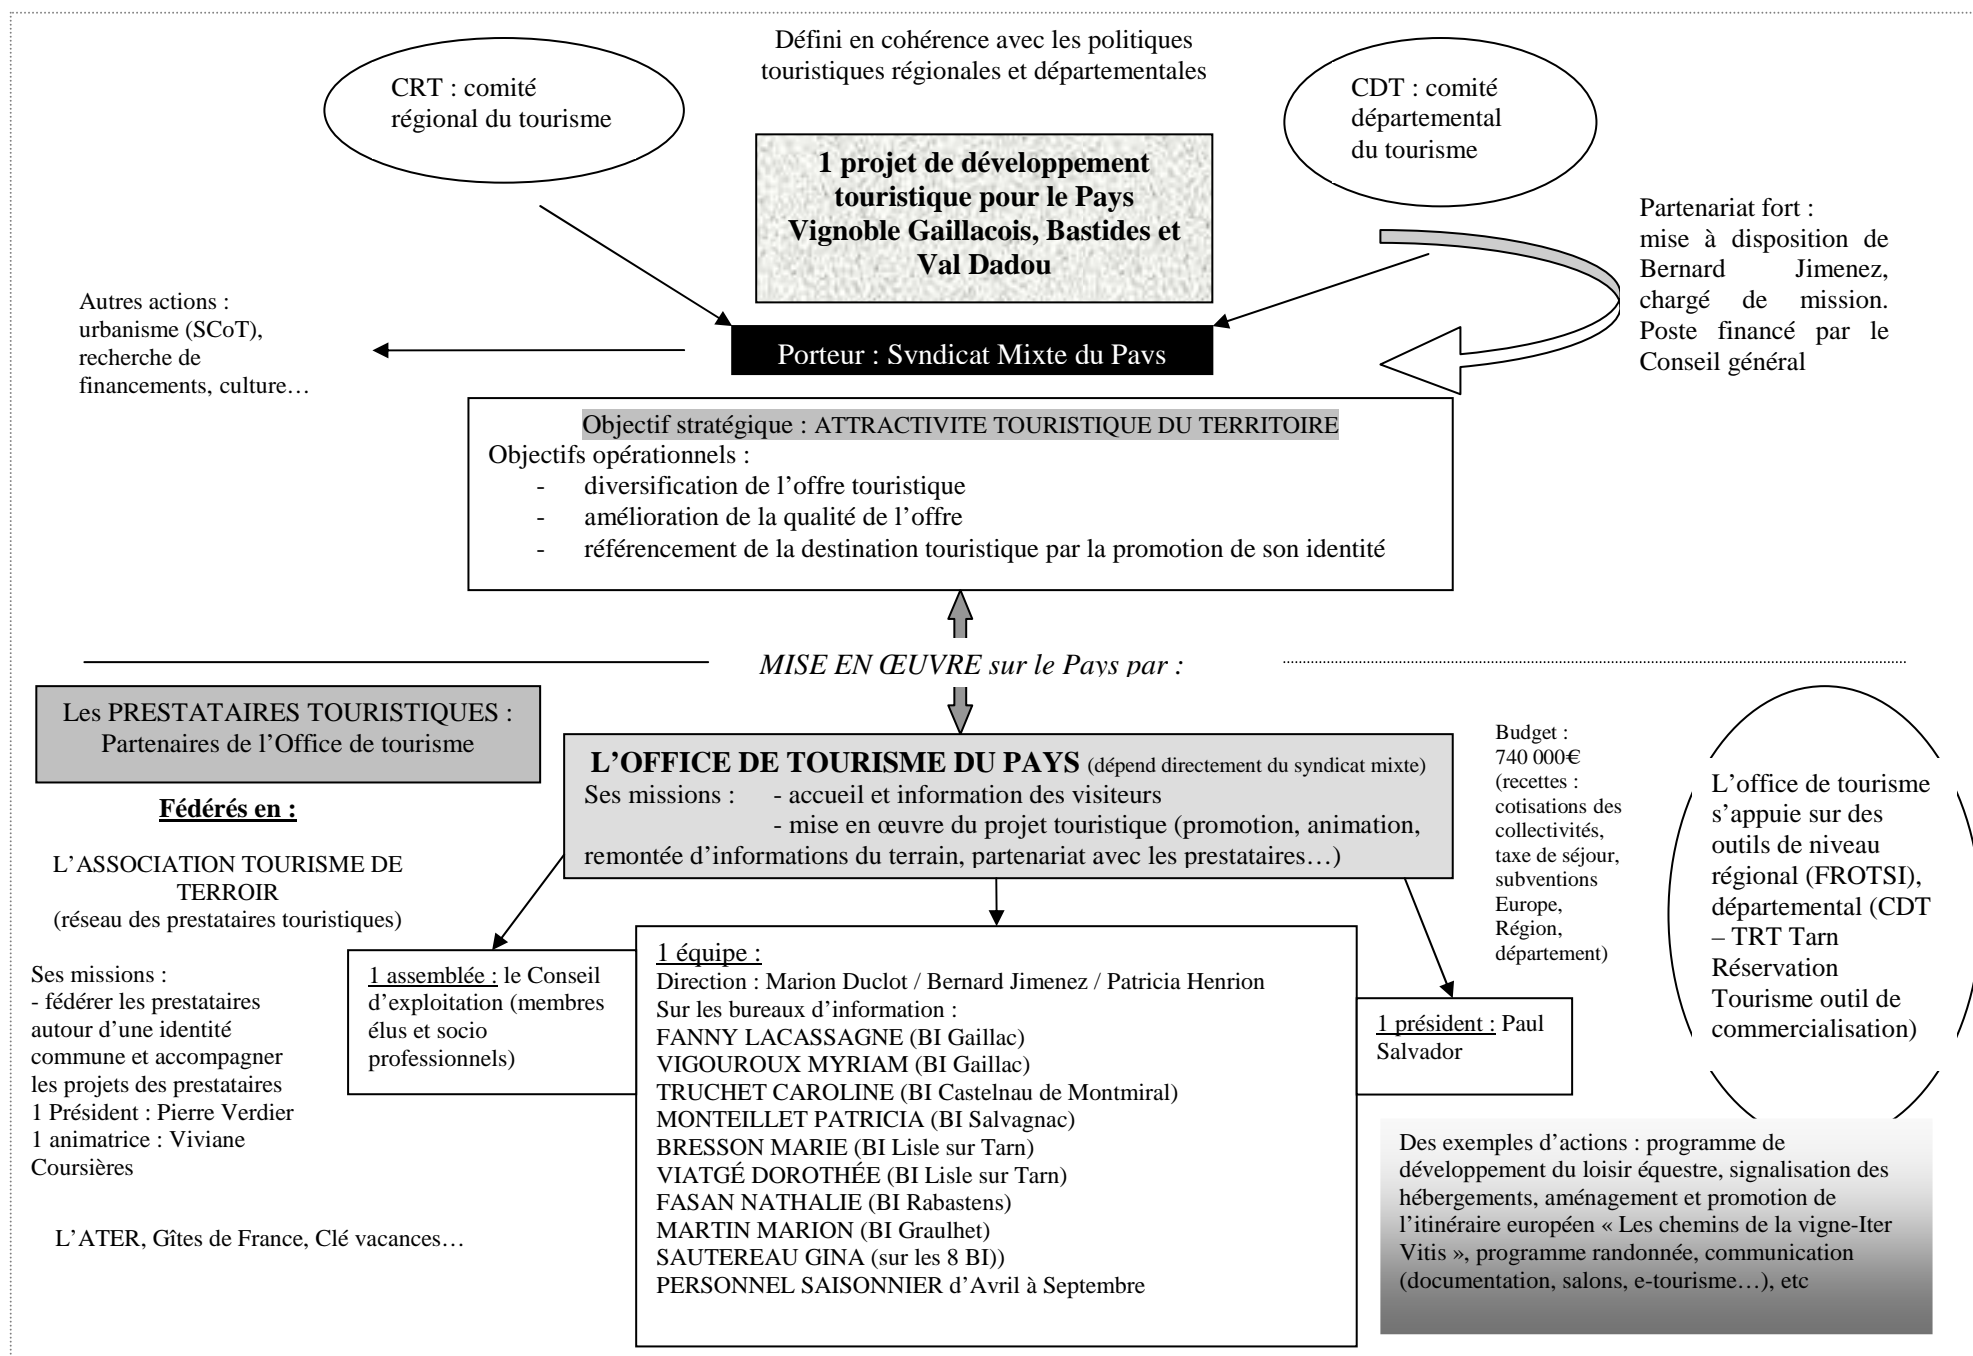 Défini en cohérence avec les politiques
touristiques régionales et départementales
CRT : comité
régional du tourisme
CDT : comité
départemental
du tourisme
1 projet de développement
touristique pour le Pays
Vignoble Gaillacois, Bastides et
Val Dadou
Partenariat fort :
mise à disposition de
Bernard Jimenez,
chargé de mission.
Poste financé par le
Conseil général
Autres actions :
urbanisme (SCoT),
recherche de
financements, culture…
Porteur : Syndicat Mixte du Pays
Objectif stratégique : ATTRACTIVITE TOURISTIQUE DU TERRITOIRE
Objectifs opérationnels :
- diversification de l’offre touristique
- amélioration de la qualité de l’offre
- référencement de la destination touristique par la promotion de son identité
MISE EN ŒUVRE sur le Pays par :
Les PRESTATAIRES TOURISTIQUES :
Partenaires de l’Office de tourisme
Fédérés en :
L’ASSOCIATION TOURISME DE
TERROIR
(réseau des prestataires touristiques)
Ses missions :
- fédérer les prestataires
autour d’une identité
commune et accompagner
les projets des prestataires
1 Président : Pierre Verdier
1 animatrice : Viviane
Coursières
L’ATER, Gîtes de France, Clé vacances…
L’OFFICE DE TOURISME DU PAYS (dépend directement du syndicat mixte)
Ses missions : - accueil et information des visiteurs
- mise en œuvre du projet touristique (promotion, animation,
remontée d’informations du terrain, partenariat avec les prestataires…)
1 assemblée : le Conseil
d’exploitation (membres
élus et socio
professionnels)
1 équipe :
Direction : Marion Duclot / Bernard Jimenez / Patricia Henrion
Sur les bureaux d’information :
FANNY LACASSAGNE (BI Gaillac)
VIGOUROUX MYRIAM (BI Gaillac)
TRUCHET CAROLINE (BI Castelnau de Montmiral)
MONTEILLET PATRICIA (BI Salvagnac)
BRESSON MARIE (BI Lisle sur Tarn)
VIATGÉ DOROTHÉE (BI Lisle sur Tarn)
FASAN NATHALIE (BI Rabastens)
MARTIN MARION (BI Graulhet)
SAUTEREAU GINA (sur les 8 BI))
PERSONNEL SAISONNIER d’Avril à Septembre
1 président : Paul
Salvador
Budget :
740 000€
(recettes :
cotisations des
collectivités,
taxe de séjour,
subventions
Europe,
Région,
département)
L’office de tourisme
s’appuie sur des
outils de niveau
régional (FROTSI),
départemental (CDT
– TRT Tarn
Réservation
Tourisme outil de
commercialisation)
Des exemples d’actions : programme de
développement du loisir équestre, signalisation des
hébergements, aménagement et promotion de
l’itinéraire européen « Les chemins de la vigne-Iter
Vitis », programme randonnée, communication
(documentation, salons, e-tourisme…), etc